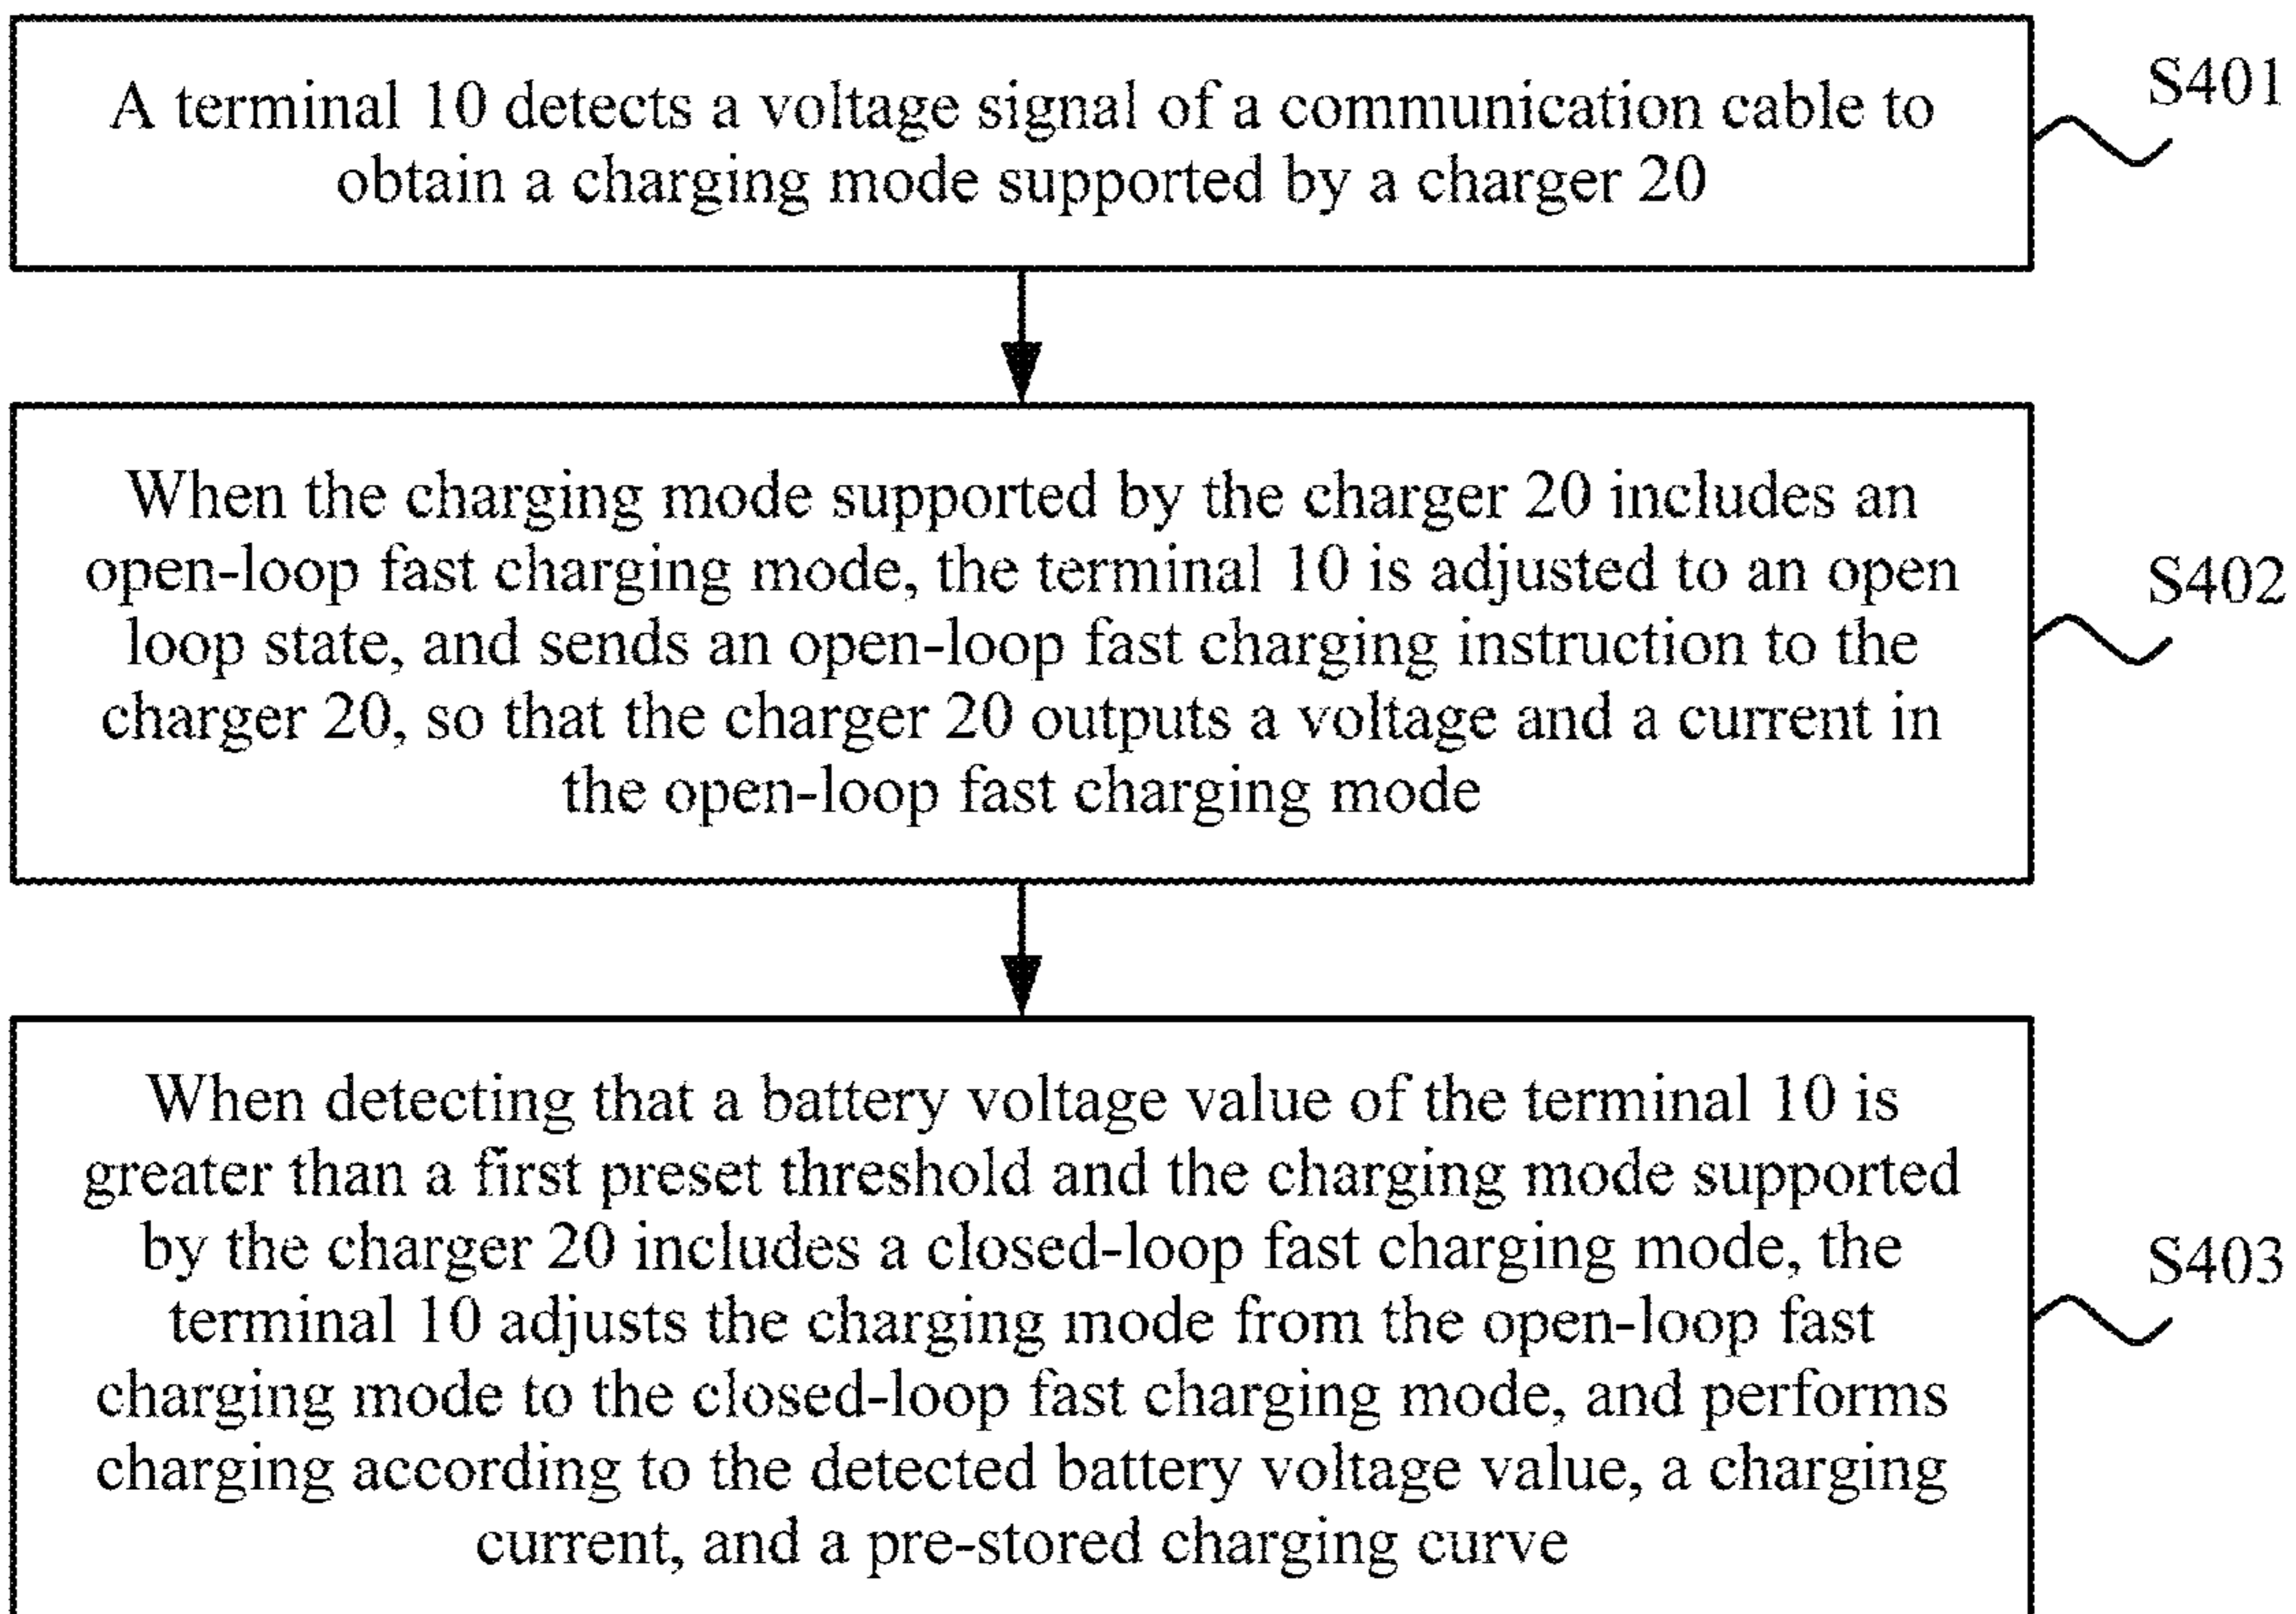 A terminal 10 detects a voltage signal of a communication cable to
obtain a charging mode supported by a charger 20
S401
When the charging mode supported by the charger 20 includes an
open-loop fast charging mode, the terminal 10 is adjusted to an open
loop state, and sends an open-loop fast charging instruction to the
charger 20, so that the charger 20 outputs a voltage and a current in
the open-loop fast charging mode
S402
When detecting that a battery voltage value of the terminal 10 is
greater than a first preset threshold and the charging mode supported
by the charger 20 includes a closed-loop fast charging mode, the
terminal 10 adjusts the charging mode from the open-loop fast
charging mode to the closed-loop fast charging mode, and performs
charging according to the detected battery voltage value, a charging
current, and a pre-stored charging curve
S403